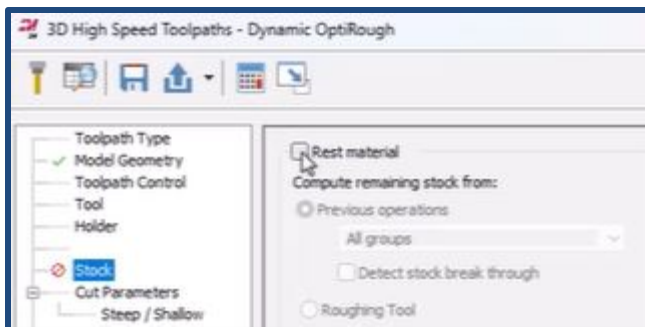 3D High Speed Toolpaths - Dynamic OptiRough
Toolpath Type
Model Geometry
Toolpath Control
Tool
Holder
Stock
Cut Parameters
Steep / Shallow
Rest material
Compute remaining stock from:
Previous operations
All groups
Detect stock break through
Roughing Tool